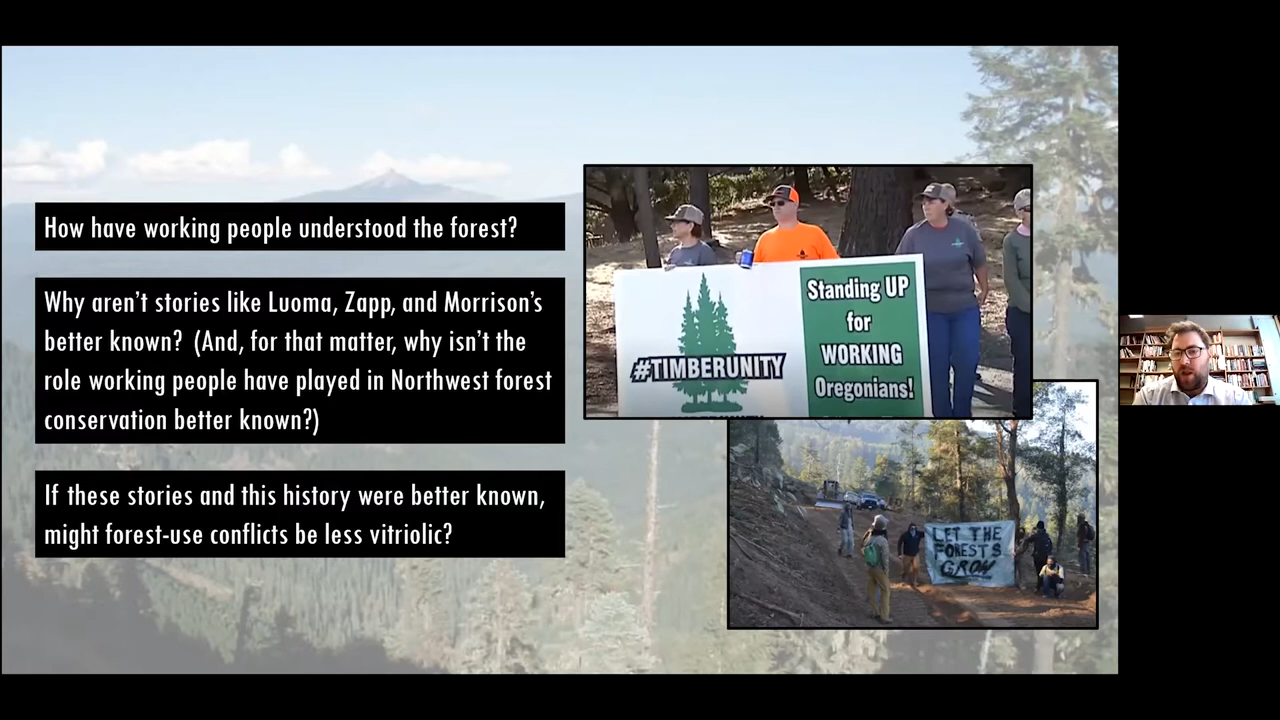 How have working people understood the forest?
Why aren't stories like Luoma, Zapp, and Morrison's
better known? (And, for that matter, why isn't the
role working people have played in Northwest forest
conservation better known?)
If these stories and this history were better known,
might forest-use conflicts be less vitriolic?
#TIMBERUNITY
Standing UP
for
WORKING
Oregonians!
LET THE
FORESTS
GROW